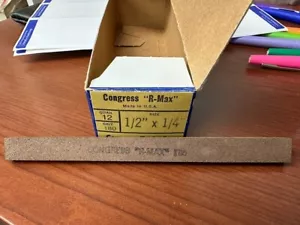 Congress "R-Max"
Made in U.S.A.
12
180
1/2" x 1/4
CONGRESS "R-MAX" 180